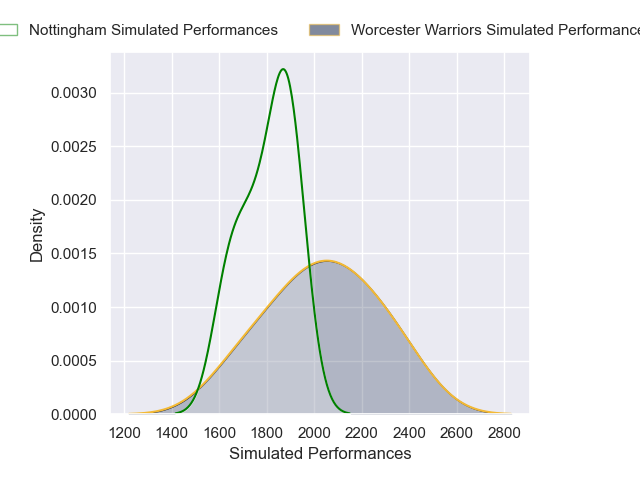 Nottingham Simulated Performances Worcester Warriors Simulated Performance
0.0030
0.0025
0.0020
0.0015
0.0010
0.0005
0.0000
Density
1200 1400 1600 1800 2000 2200 2400 2600 2800
Simulated Performances